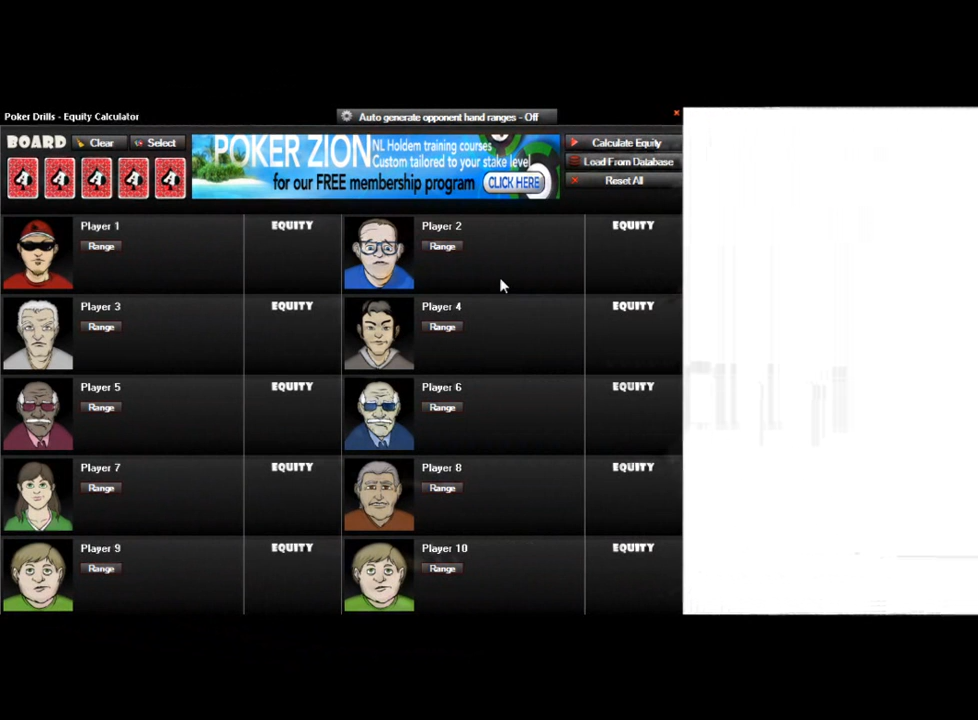 Poker Drills - Equity Calculator
Auto generate opponent hand ranges - Off
BOARD
Clear
Select
POKER ZION
NL Holdem training courses
Custom tailored to your stake level
for our FREE membership program
CLICK HERE
Calculate Equity
Load From Database
Reset All
Player 1
EQUITY
Range
Player 2
EQUITY
Range
Player 3
EQUITY
Range
Player 4
EQUITY
Range
Player 5
EQUITY
Range
Player 6
EQUITY
Range
Player 7
EQUITY
Range
Player 8
EQUITY
Range
Player 9
EQUITY
Range
Player 10
EQUITY
Range